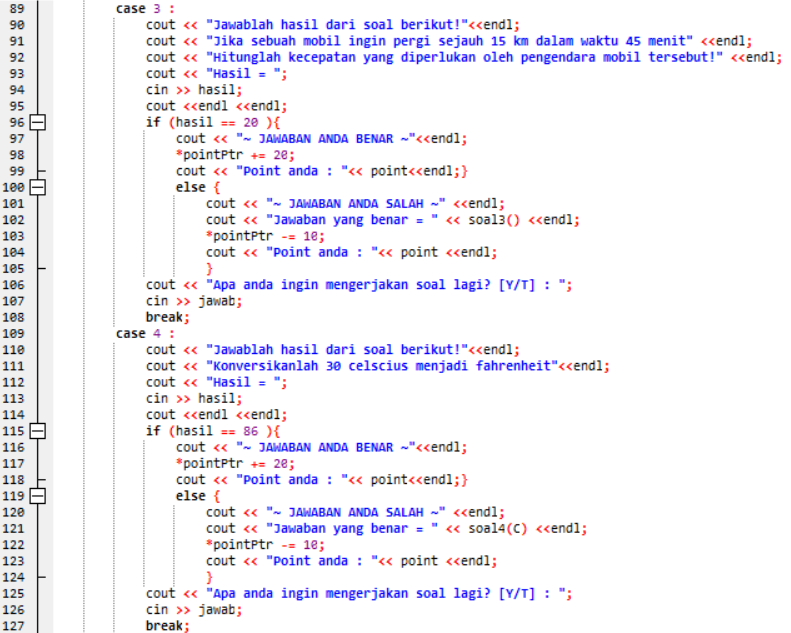 89 case 3 :
90 cout << "Jawablah hasil dari soal berikut!"<<endl;
91 cout << "Jika sebuah mobil ingin pergi sejauh 15 km dalam waktu 45 menit" <<endl;
92 cout << "Hitunglah kecepatan yang diperlukan oleh pengendara mobil tersebut!" <<endl;
93 cout << "Hasil = ";
94 cin >> hasil;
95 cout <<endl <<endl;
96 if (hasil == 20 ){
97 cout << "~ JAWABAN ANDA BENAR ~"<<endl;
98 *pointPtr += 20;
99 cout << "Point anda : "<< point<<endl;}
100 else {
101 cout << "~ JAWABAN ANDA SALAH ~" <<endl;
102 cout << "Jawaban yang benar = " << soal3() <<endl;
103 *pointPtr -= 10;
104 cout << "Point anda : "<< point <<endl;
105 }
106 cout << "Apa anda ingin mengerjakan soal lagi? [Y/T] : ";
107 cin >> jawab;
108 break;
109 case 4 :
110 cout << "Jawablah hasil dari soal berikut!"<<endl;
111 cout << "Konversikanlah 30 celscius menjadi fahrenheit"<<endl;
112 cout << "Hasil = ";
113 cin >> hasil;
114 cout <<endl <<endl;
115 if (hasil == 86 ){
116 cout << "~ JAWABAN ANDA BENAR ~"<<endl;
117 *pointPtr += 20;
118 cout << "Point anda : "<< point<<endl;}
119 else {
120 cout << "~ JAWABAN ANDA SALAH ~" <<endl;
121 cout << "Jawaban yang benar = " << soal4(C) <<endl;
122 *pointPtr -= 10;
123 cout << "Point anda : "<< point <<endl;
124 }
125 cout << "Apa anda ingin mengerjakan soal lagi? [Y/T] : ";
126 cin >> jawab;
127 break;